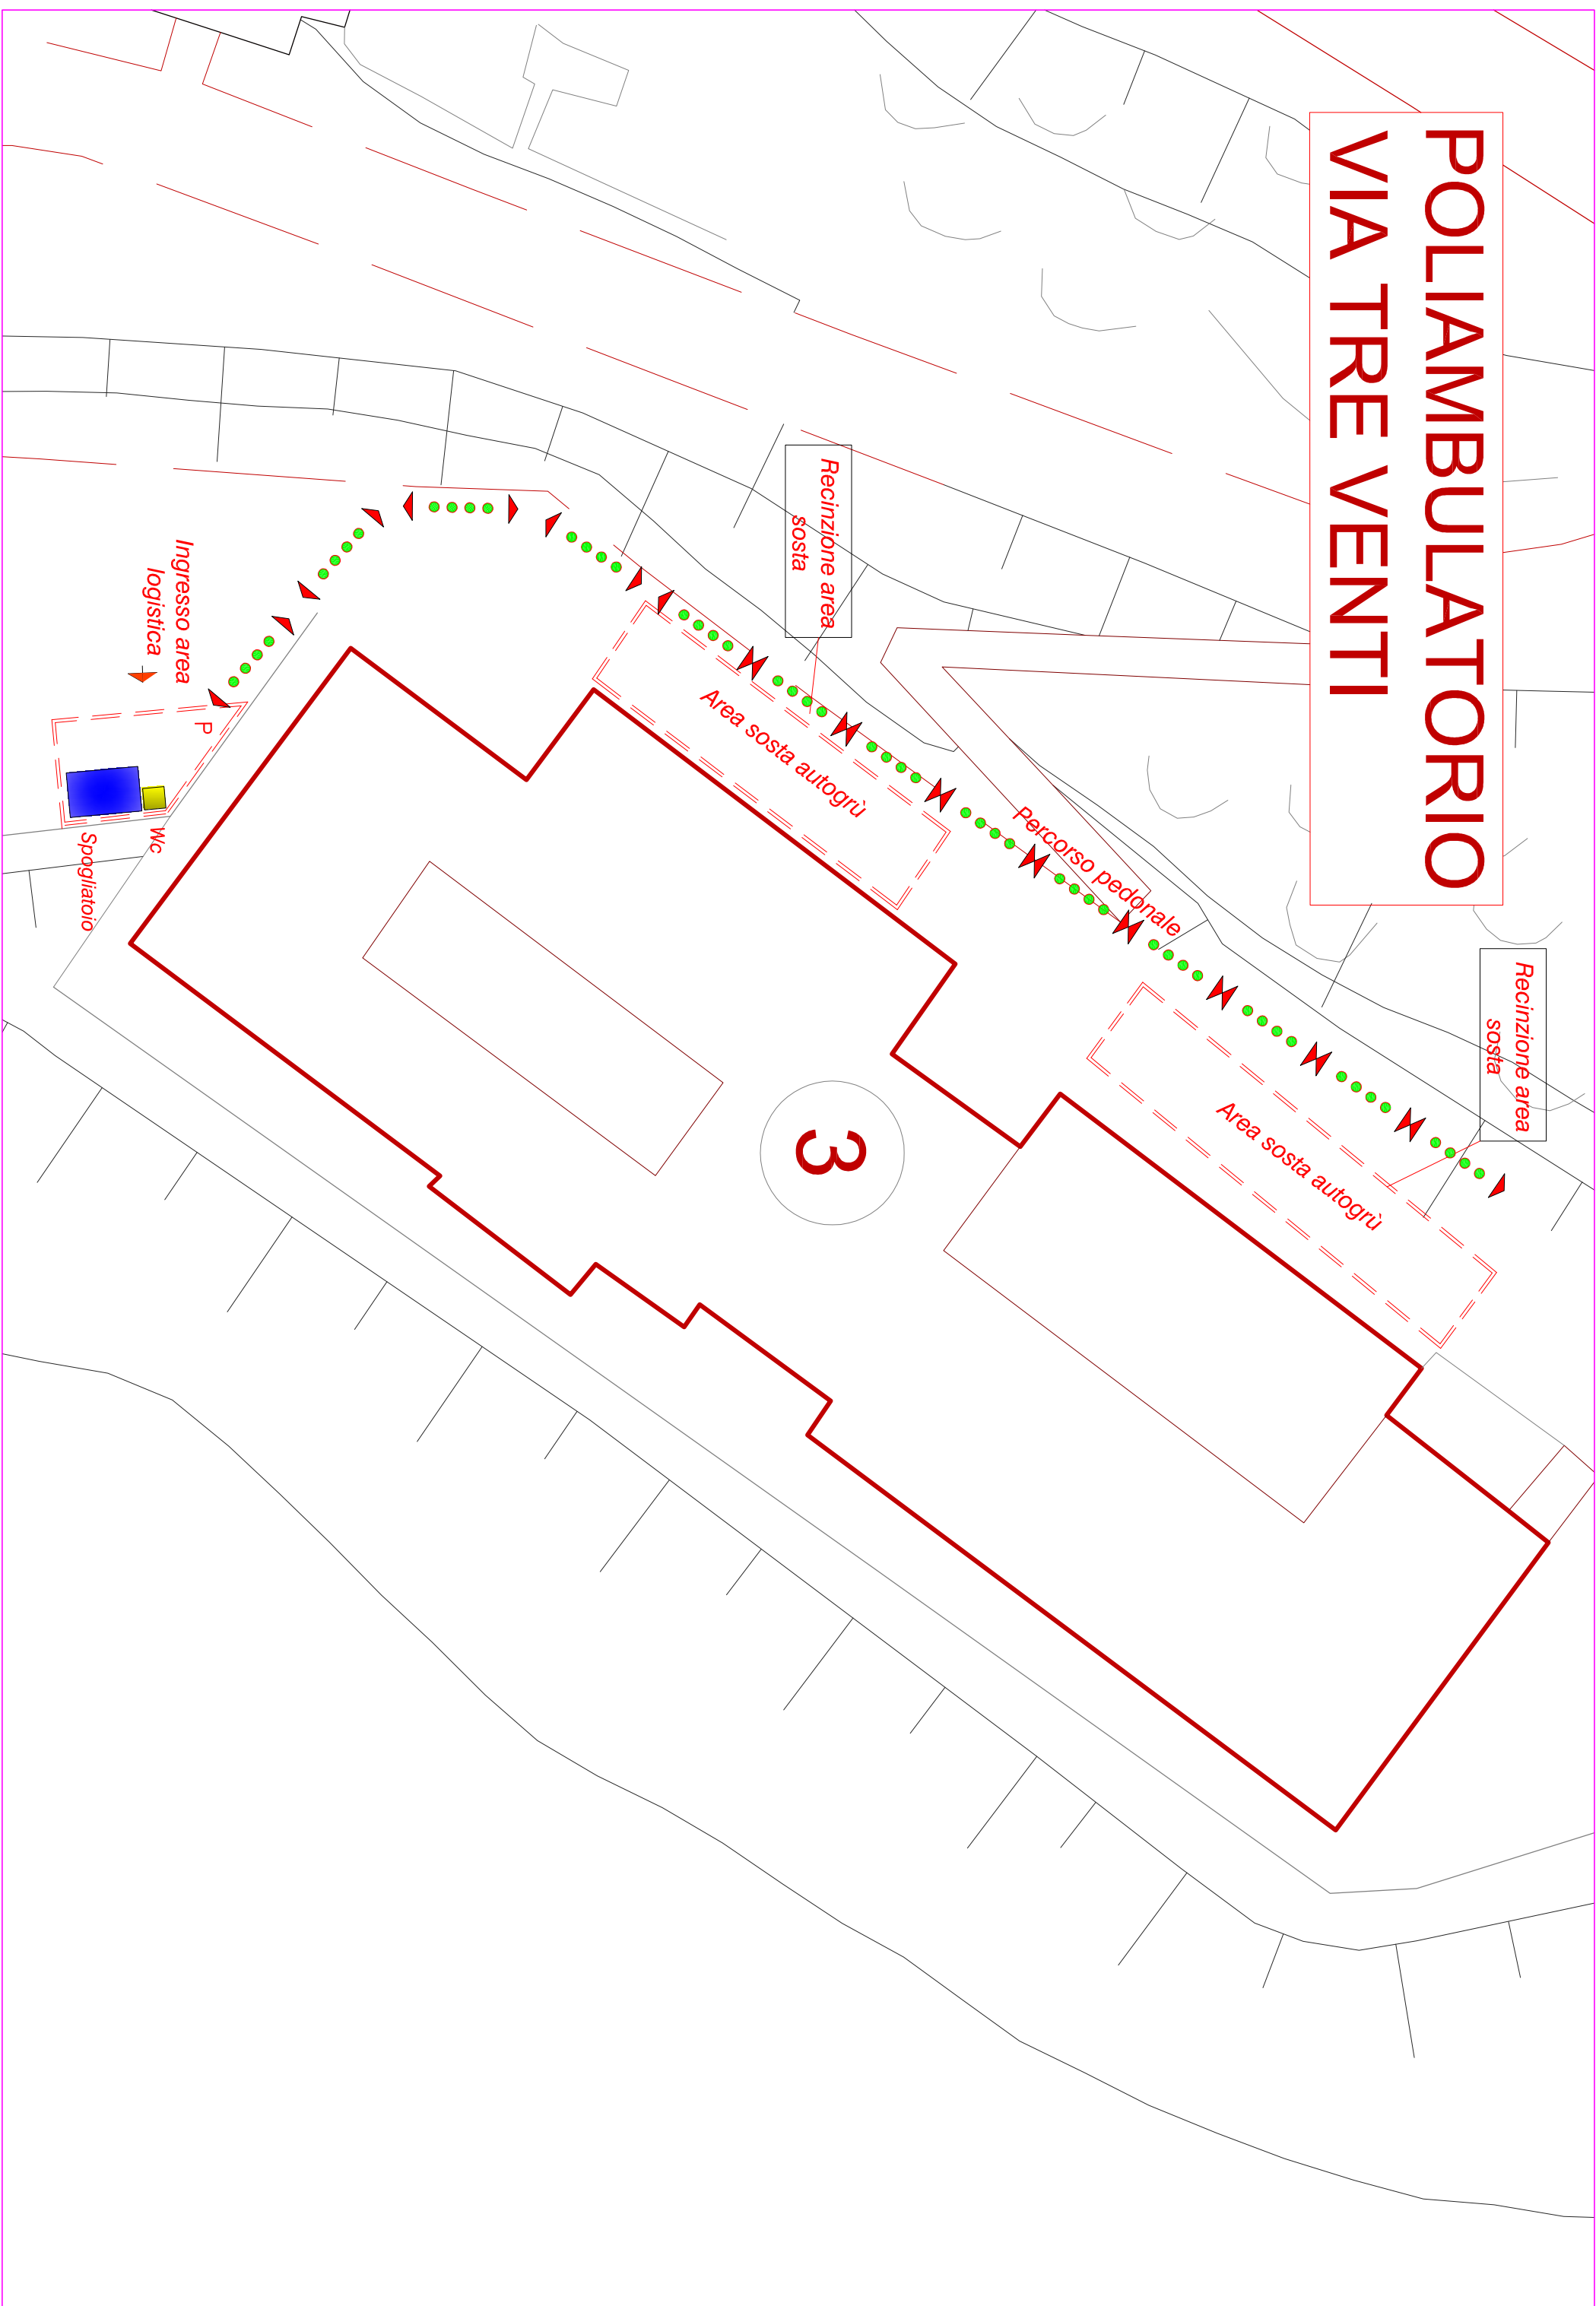 POLIAMBULATORIO
VIA TRE VENTI
Recinzione area
sosta
Recinzione area
sosta
Percorso pedonale
Area sosta autogrù
Area sosta autogrù
3
Ingresso area
logistica
P
Wc
Spogliatoio